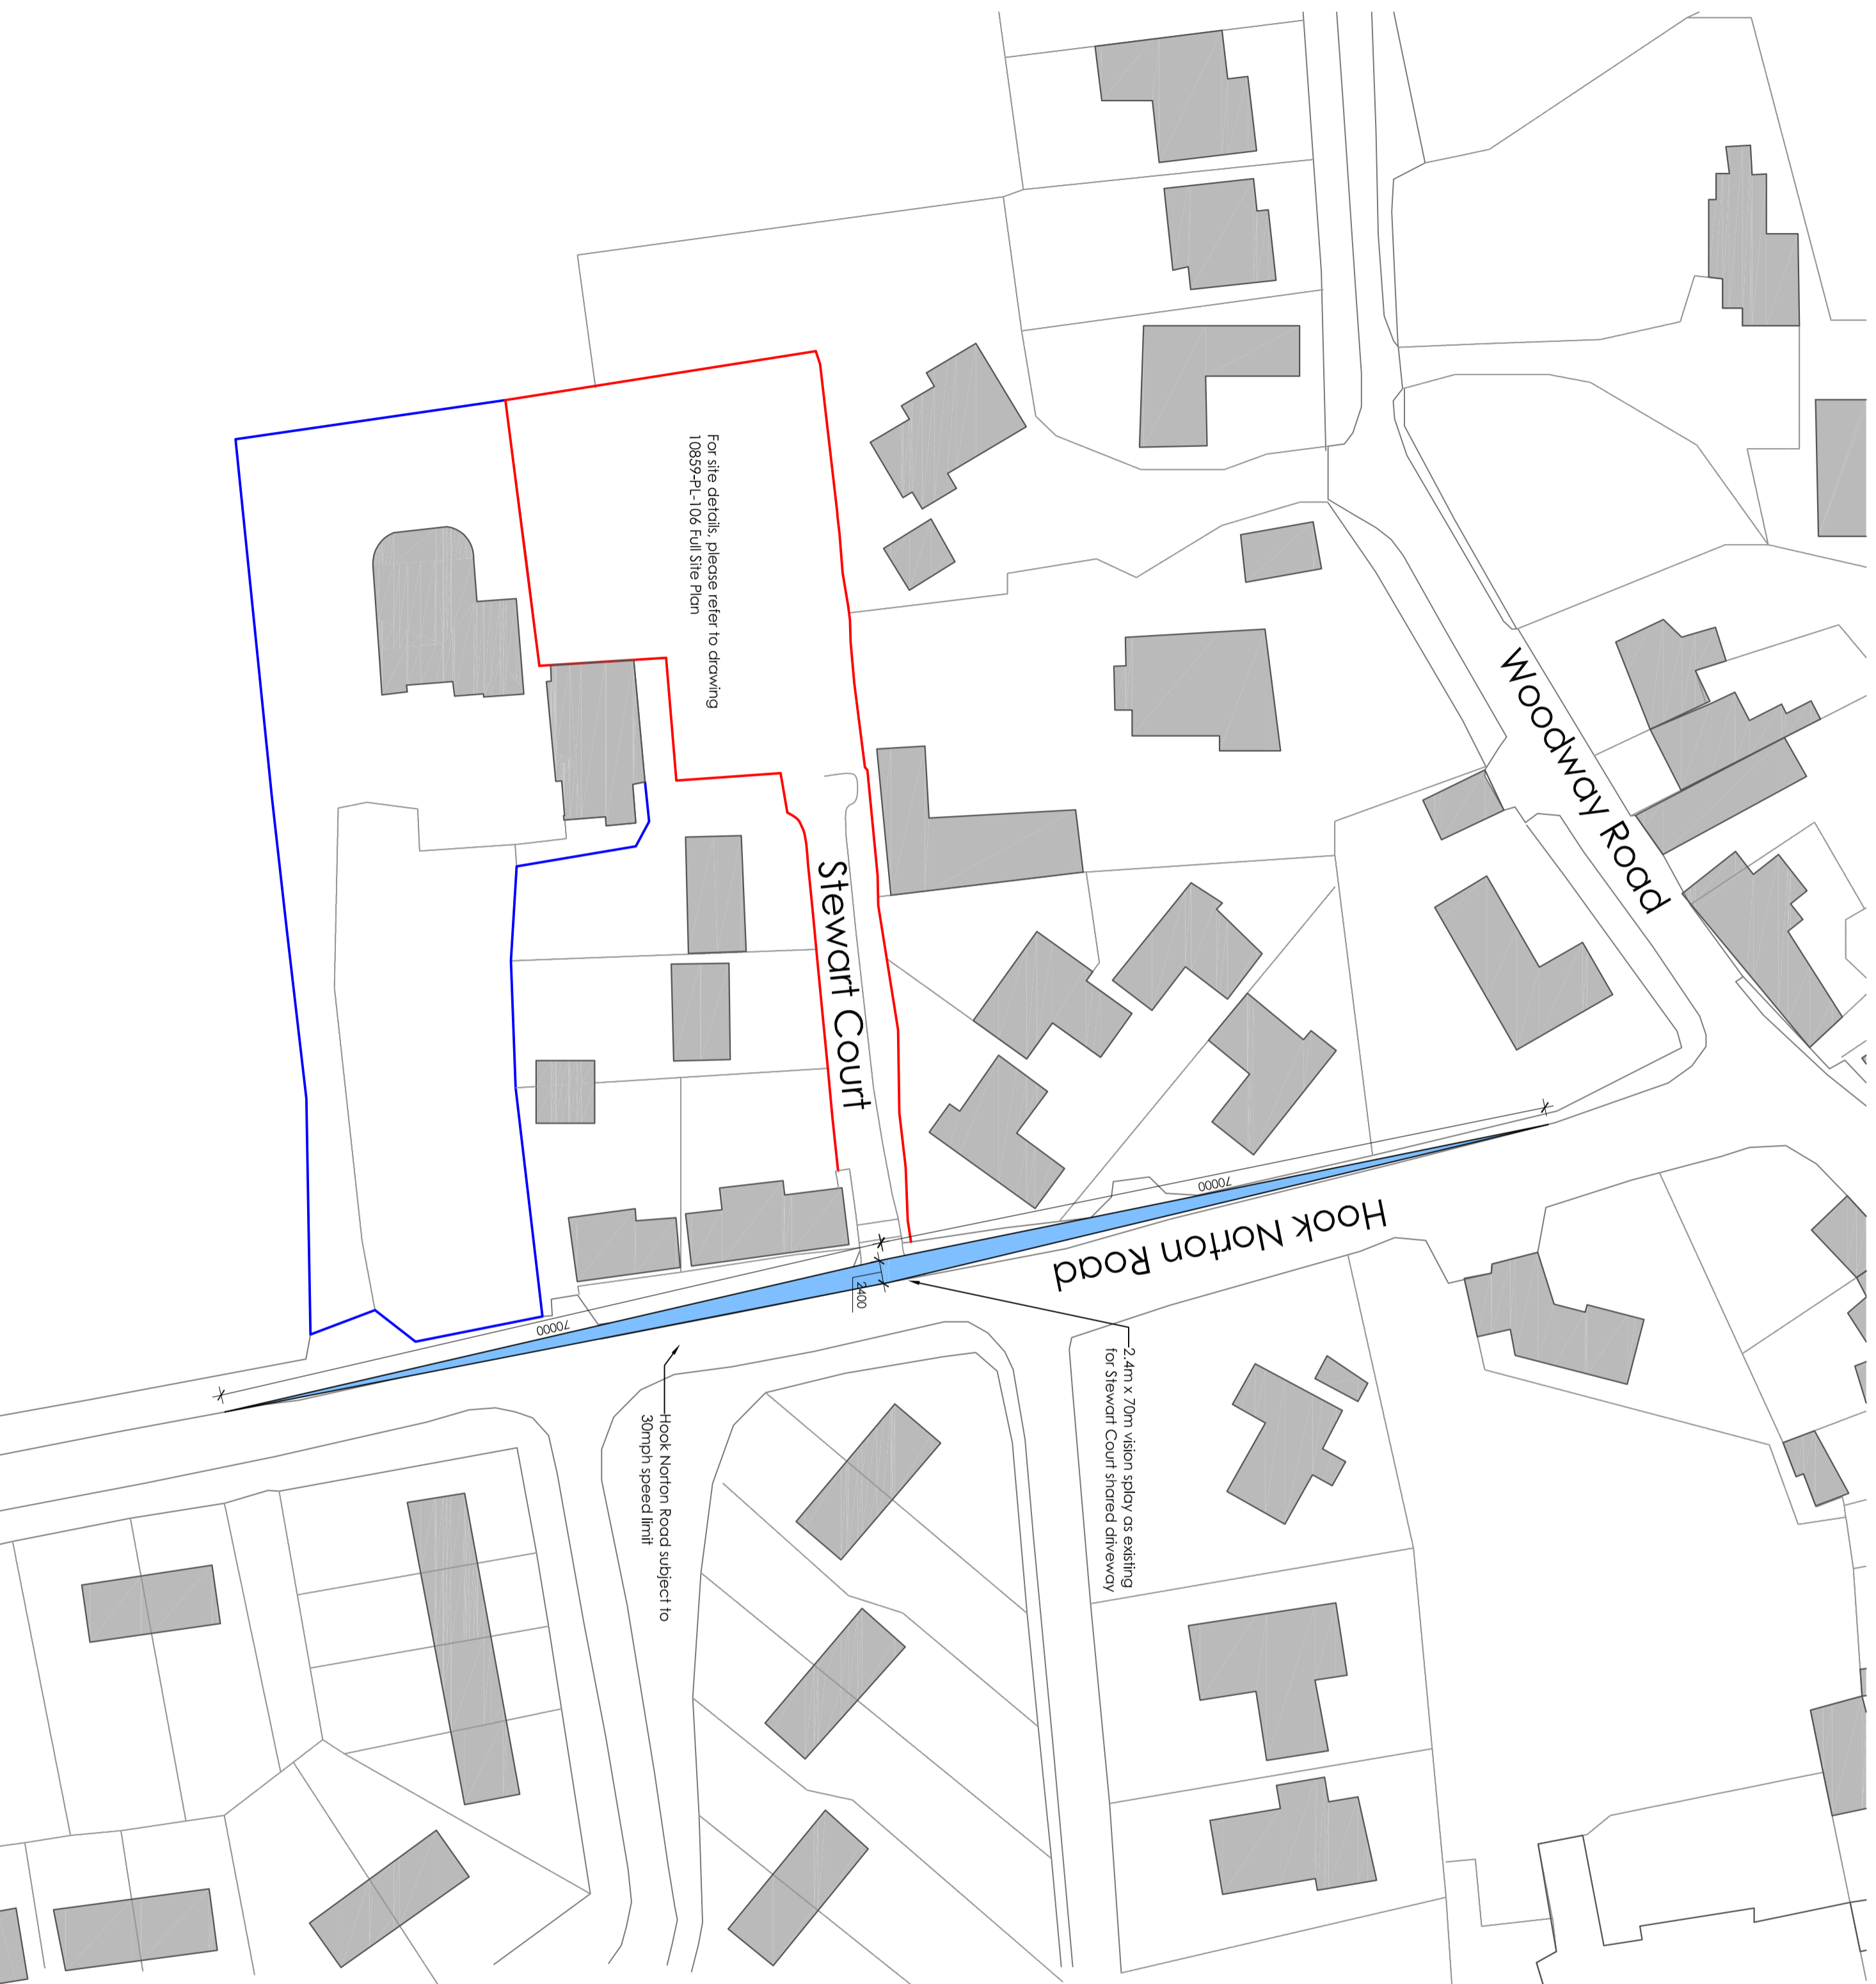 For site details, please refer to drawing
10859-PL-106 Full Site Plan
Woodway Road
Stewart Court
70000
Hook Norton Road
2400
70000
2.4m x 70m vision splay as existing
for Stewart Court shared driveway
Hook Norton Road subject to
30mph speed limit